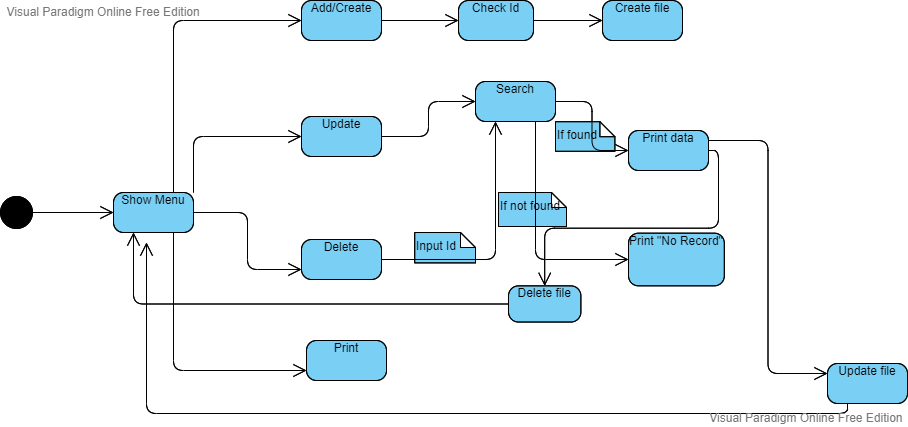 Visual Paradigm Online Free Edition
Add/Create
Check Id
Create file
Search
Update
If found
Print data
Show Menu
If not found
Delete
Input Id
Print "No Record"
Delete file
Print
Update file
Visual Paradigm Online Free Edition